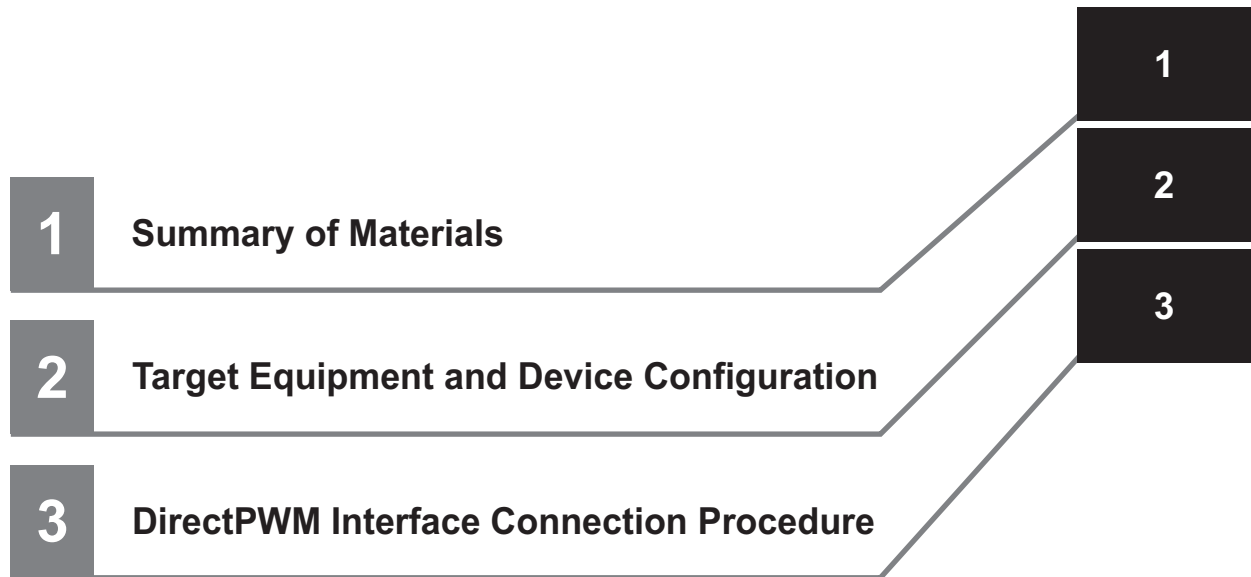 1 Summary of Materials
2 Target Equipment and Device Configuration
3 DirectPWM Interface Connection Procedure
1
2
3